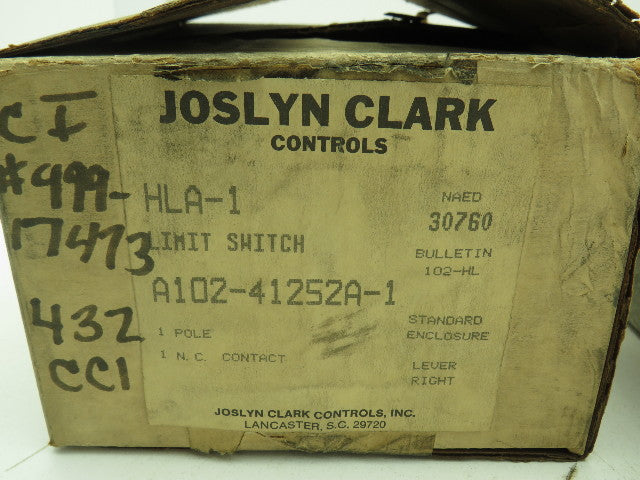 JOSLYN CLARK
CONTROLS
CI
#499-
17473
432
CC1
HLA-1
LIMIT SWITCH
A102-41252A-1
1 POLE
1 N.C. CONTACT
NAED
30760
BULLETIN
102-HL
STANDARD
ENCLOSURE
LEVER
RIGHT
JOSLYN CLARK CONTROLS, INC.
LANCASTER, S.C. 29720